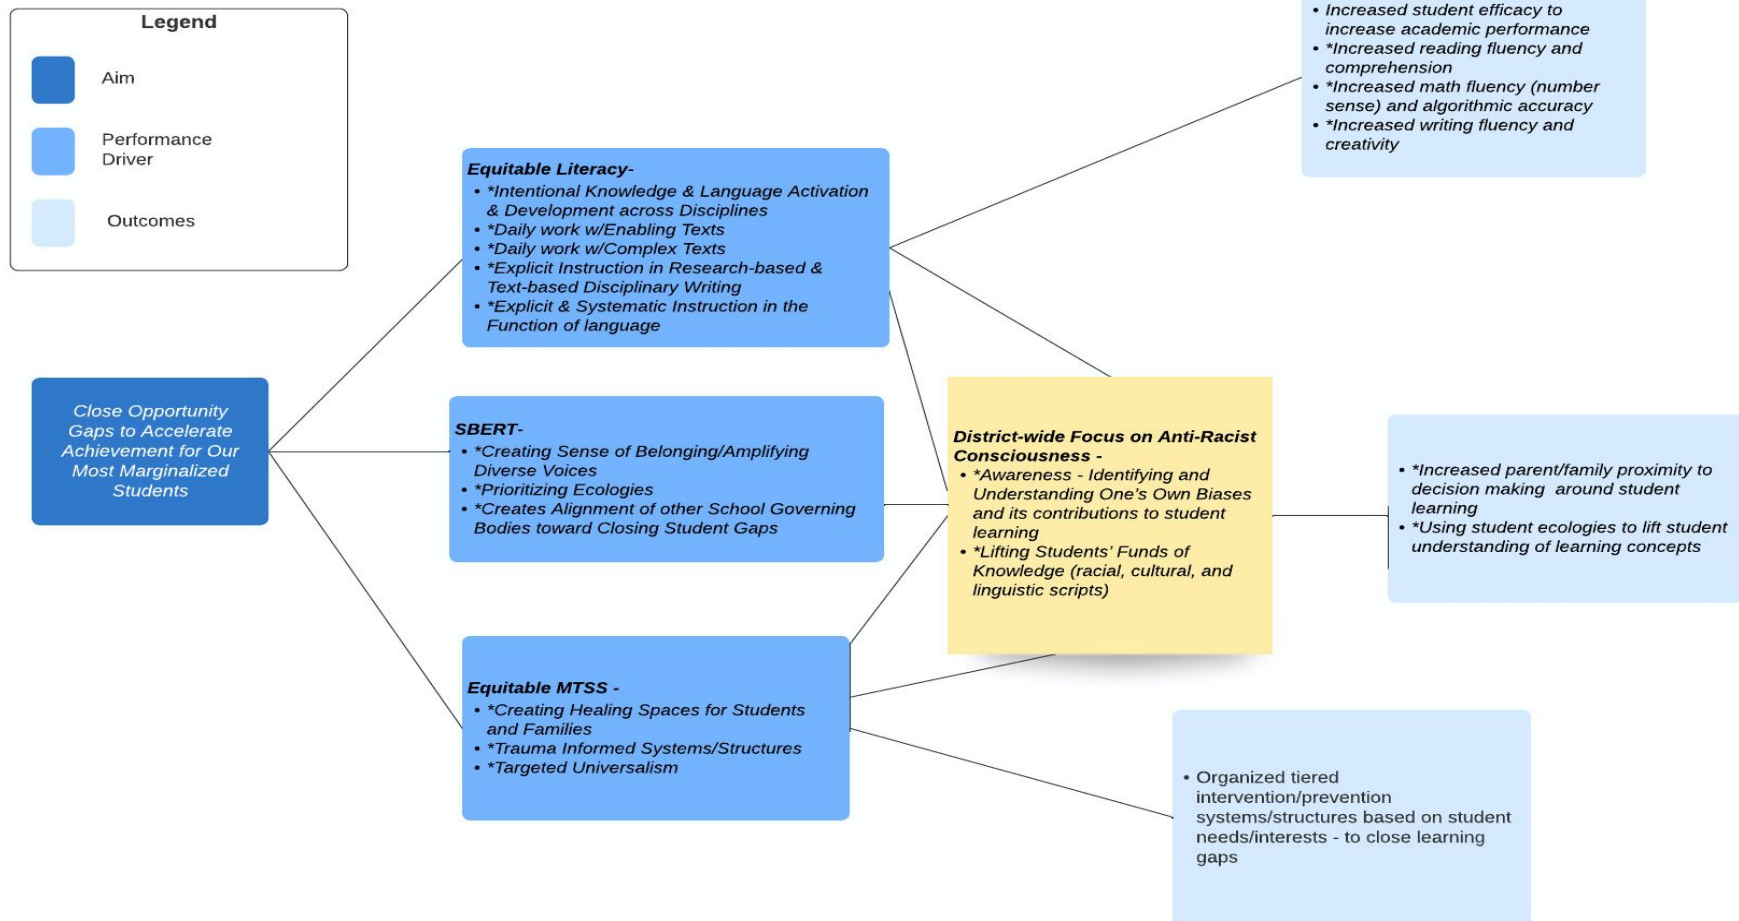 Legend
Aim
Performance
Driver
Outcomes
• Increased student efficacy to
increase academic performance
• *Increased reading fluency and
comprehension
• *Increased math fluency (number
sense) and algorithmic accuracy
• *Increased writing fluency and
creativity
Equitable Literacy-
• *Intentional Knowledge & Language Activation
& Development across Disciplines
• *Daily work w/Enabling Texts
• *Daily work w/Complex Texts
• *Explicit Instruction in Research-based &
Text-based Disciplinary Writing
• *Explicit & Systematic Instruction in the
Function of language
Close Opportunity
Gaps to Accelerate
Achievement for Our
Most Marginalized
Students
SBERT-
• *Creating Sense of Belonging/Amplifying
Diverse Voices
• *Prioritizing Ecologies
• *Creates Alignment of other School Governing
Bodies toward Closing Student Gaps
District-wide Focus on Anti-Racist
Consciousness -
• *Awareness - Identifying and
Understanding One's Own Biases
and its contributions to student
learning
• *Lifting Students' Funds of
Knowledge (racial, cultural, and
linguistic scripts)
• *Increased parent/family proximity to
decision making around student
learning
• *Using student ecologies to lift student
understanding of learning concepts
Equitable MTSS -
• *Creating Healing Spaces for Students
and Families
• *Trauma Informed Systems/Structures
• *Targeted Universalism
• Organized tiered
intervention/prevention
systems/structures based on student
needs/interests - to close learning
gaps